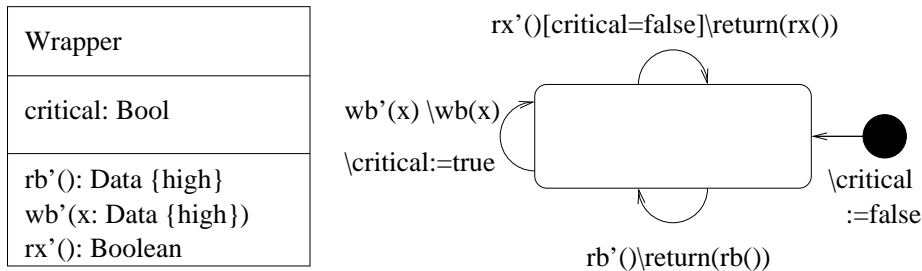 Wrapper
critical: Bool
rb’(): Data {high}
wb’(x: Data {high})
rx’(): Boolean
rx’()[critical=false]\return(rx())
wb’(x) \wb(x)
\critical:=true
\critical
:=false
rb’()\return(rb())